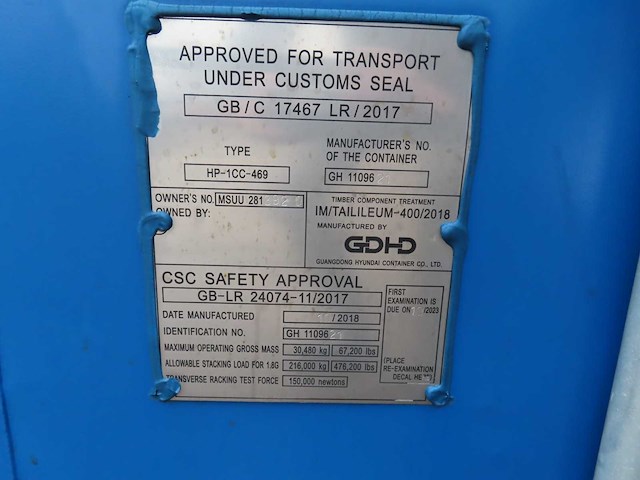 APPROVED FOR TRANSPORT
UNDER CUSTOMS SEAL
GB/C 17467 LR/2017
TYPE
HP-1CC-469
MANUFACTURER'S NO.
OF THE CONTAINER
GH 11096
OWNER'S NO. MSUU 281
OWNED BY:
TIMBER COMPONENT TREATMENT
IM/TAILILEUM-400/2018
MANUFACTURED BY
GDHD
GUANGDONG HYUNDAI CONTAINER CO., LTD.
CSC SAFETY APPROVAL
GB-LR 24074-11/2017
DATE MANUFACTURED /2018
IDENTIFICATION NO. GH 11096
MAXIMUM OPERATING GROSS MASS 30,480 kg 67,200 lbs
ALLOWABLE STACKING LOAD FOR 1.8G 216,000 kg 476,200 lbs
TRANSVERSE RACKING TEST FORCE 150,000 newtons
FIRST
EXAMINATION IS
DUE ON /2023
(PLACE
RE-EXAMINATION
DECAL